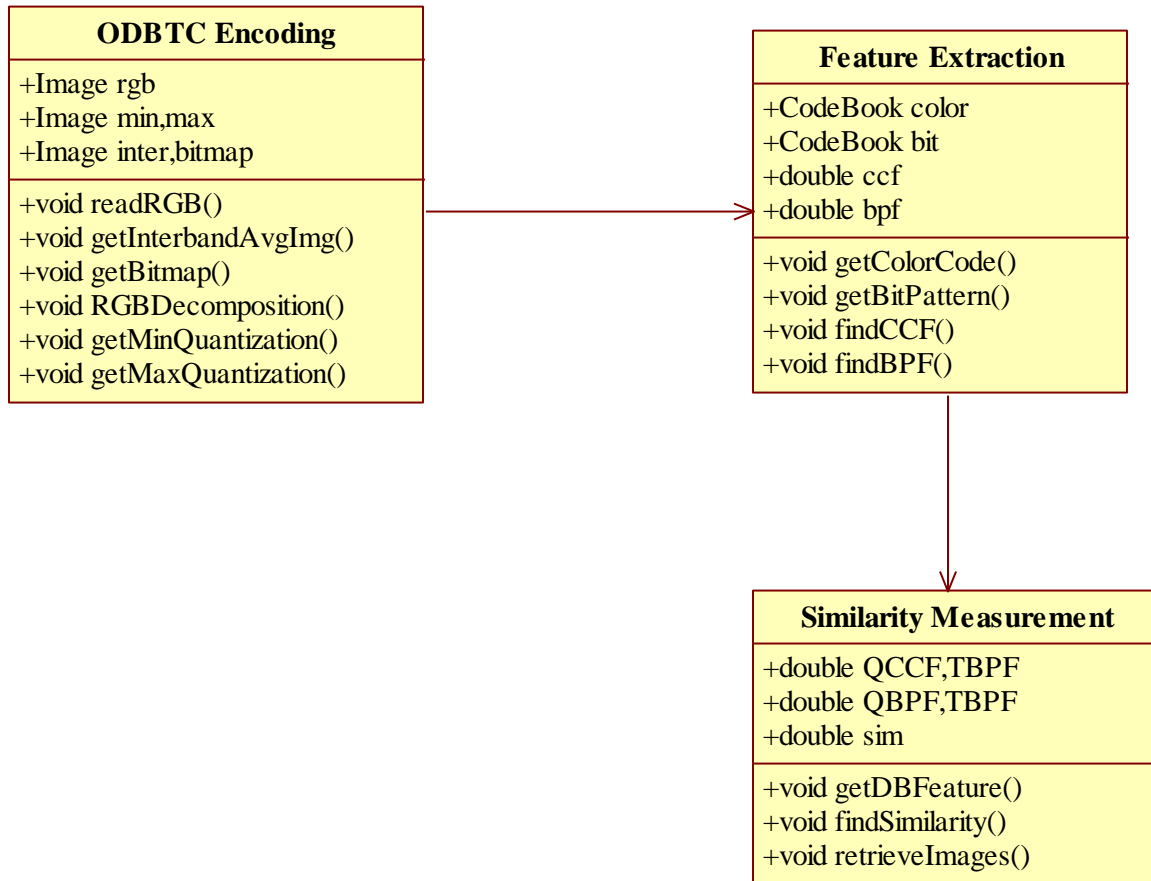 ODBTC Encoding
+Image rgb
+Image min,max
+Image inter,bitmap
+void readRGB()
+void getInterbandAvgImg()
+void getBitmap()
+void RGBDecomposition()
+void getMinQuantization()
+void getMaxQuantization()
Feature Extraction
+CodeBook color
+CodeBook bit
+double ccf
+double bpf
+void getColorCode()
+void getBitPattern()
+void findCCF()
+void findBPF()
Similarity Measurement
+double QCCF,TBPF
+double QBPF,TBPF
+double sim
+void getDBFeature()
+void findSimilarity()
+void retrieveImages()